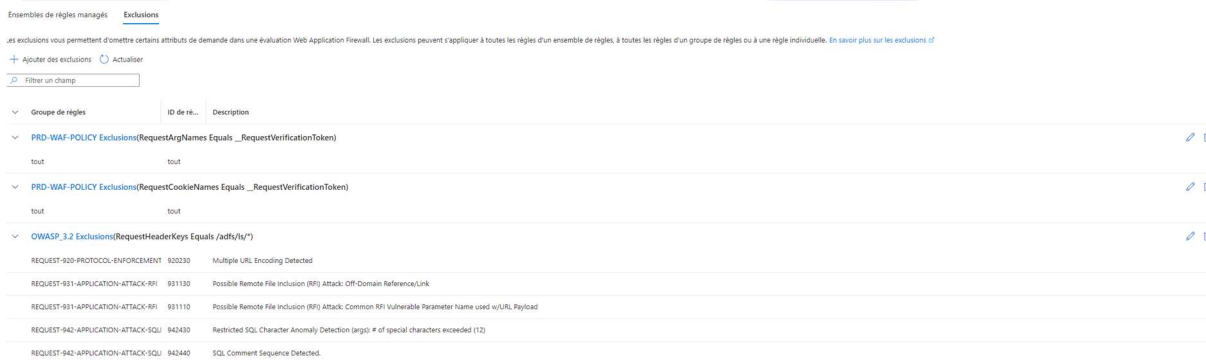 Ensembles de règles managés Exclusions
Les exclusions vous permettent d'omettre certains attributs de demande dans une évaluation Web Application Firewall. Les exclusions peuvent s'appliquer à toutes les règles d'un ensemble de règles, à toutes les règles d'un groupe de règles ou à une règle individuelle. En savoir plus sur les exclusions
Ajouter des exclusions Actualiser
Filtrer un champ
Groupe de règles ID de ré... Description
PRD-WAF-POLICY Exclusions(RequestArgNames Equals __RequestVerificationToken)
tout tout
PRD-WAF-POLICY Exclusions(RequestCookieNames Equals __RequestVerificationToken)
tout tout
OWASP_3.2 Exclusions(RequestHeaderKeys Equals /adfs/ls/*)
REQUEST-920-PROTOCOL-ENFORCEMENT 920230 Multiple URL Encoding Detected
REQUEST-931-APPLICATION-ATTACK-RFI 931130 Possible Remote File Inclusion (RFI) Attack: Off-Domain Reference/Link
REQUEST-931-APPLICATION-ATTACK-RFI 931110 Possible Remote File Inclusion (RFI) Attack: Common RFI Vulnerable Parameter Name used w/URL Payload
REQUEST-942-APPLICATION-ATTACK-SQLI 942430 Restricted SQL Character Anomaly Detection (args): # of special characters exceeded (12)
REQUEST-942-APPLICATION-ATTACK-SQLI 942440 SQL Comment Sequence Detected.